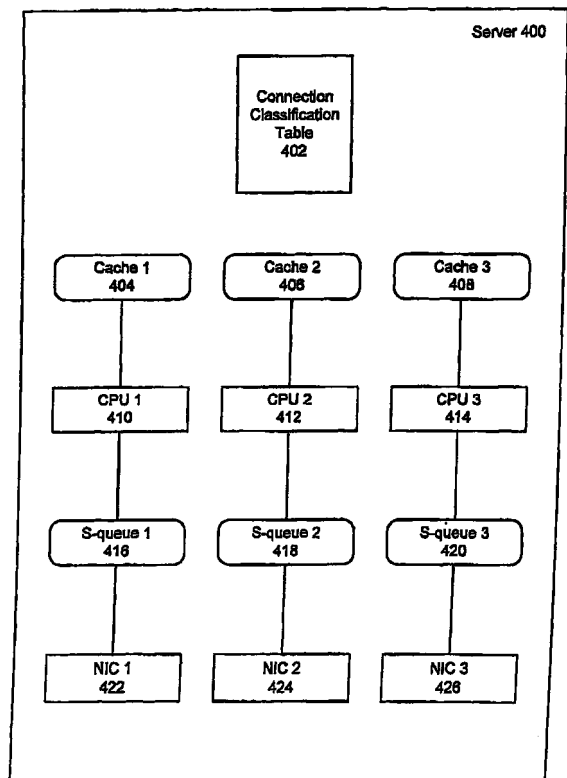 Server 400
Connection
Classification
Table
402
Cache 1
404
Cache 2
406
Cache 3
408
CPU 1
410
CPU 2
412
CPU 3
414
S-queue 1
416
S-queue 2
418
S-queue 3
420
NIC 1
422
NIC 2
424
NIC 3
426